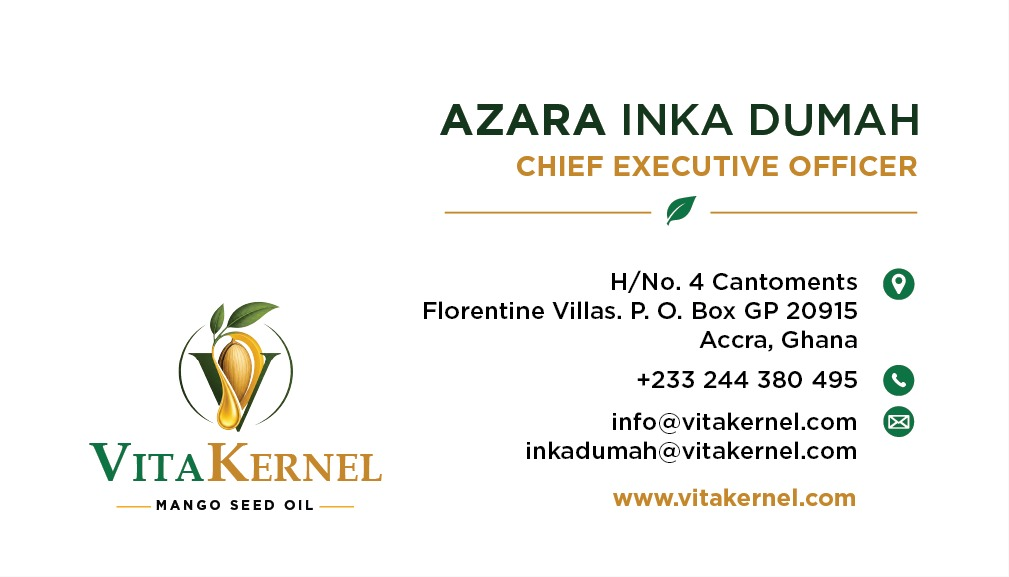 AZARA INKA DUMAH
CHIEF EXECUTIVE OFFICER
H/No. 4 Cantoments
Florentine Villas. P. O. Box GP 20915
Accra, Ghana
+233 244 380 495
info@vitakernel.com
inkadumah@vitakernel.com
www.vitakernel.com
V
VITAKERNEL
MANGO SEED OIL